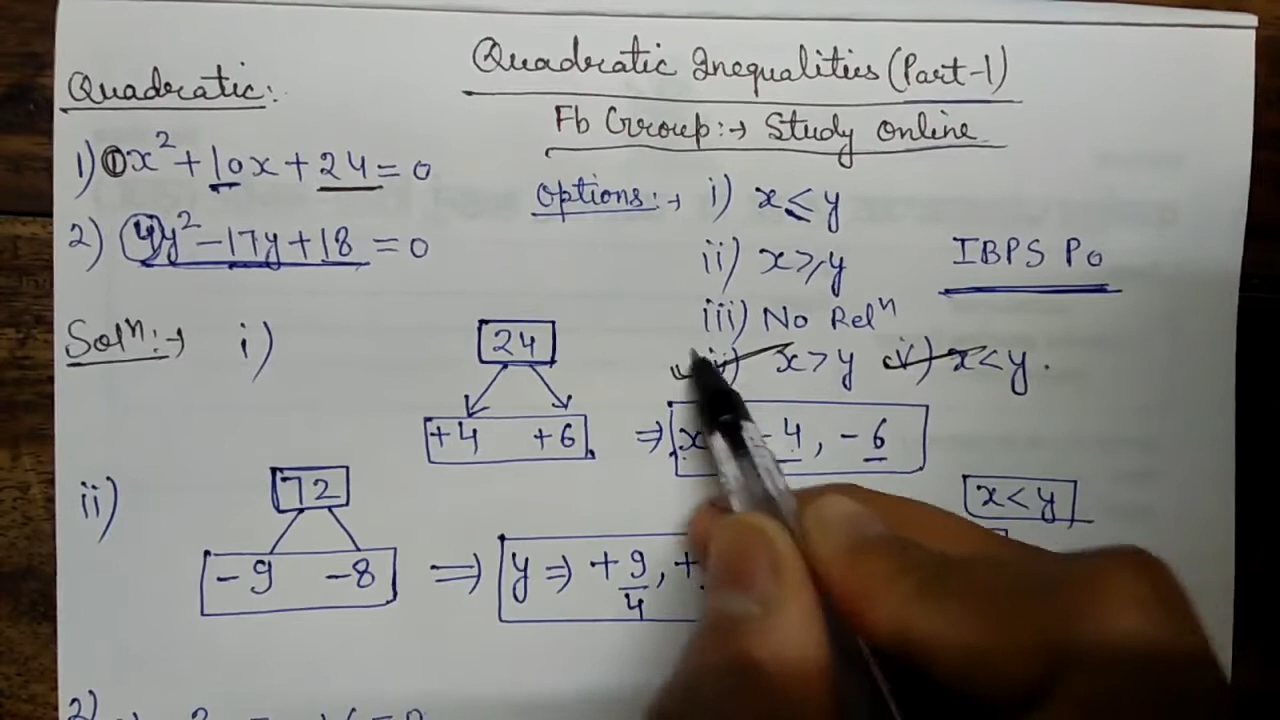 Quadratic Inequalities (Part-1)
Fb Group:→ Study Online
Quadratic:
1) 1x² + 10x + 24 = 0
2) 4y² - 17y + 18 = 0
Options:→ i) x ≤ y
ii) x ≥ y
iii) No Relⁿ
x > y v) x < y.
IBPS PO
Solⁿ:→ i)
24
+4 +6
⇒ x - 4, - 6
ii)
72
-9 -8
⇒ y ⇒ + 9/4, +
x < y